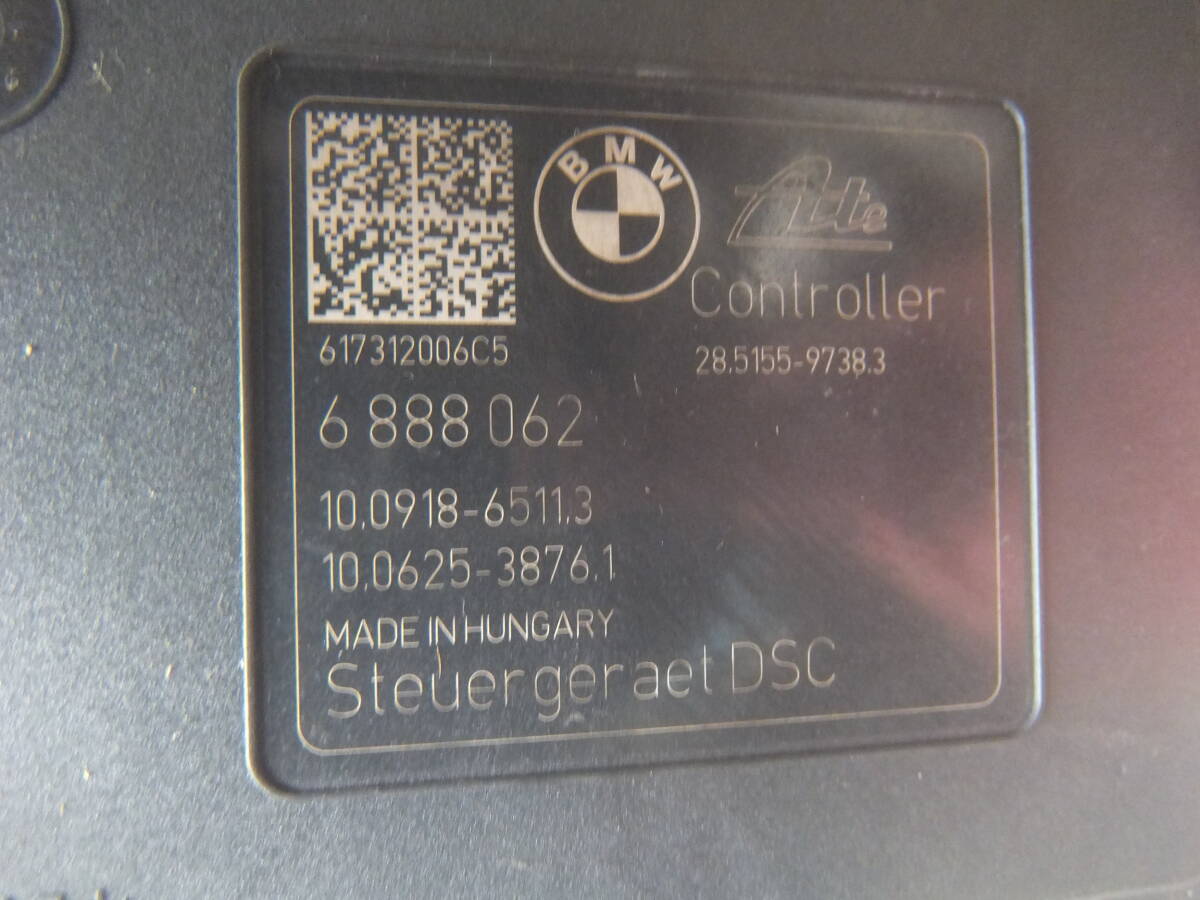 BMW
Ate
Controller
617312006C5
28.5155-9738.3
6 888 062
10.0918-6511.3
10.0625-3876.1
MADE IN HUNGARY
Steuergeraet DSC